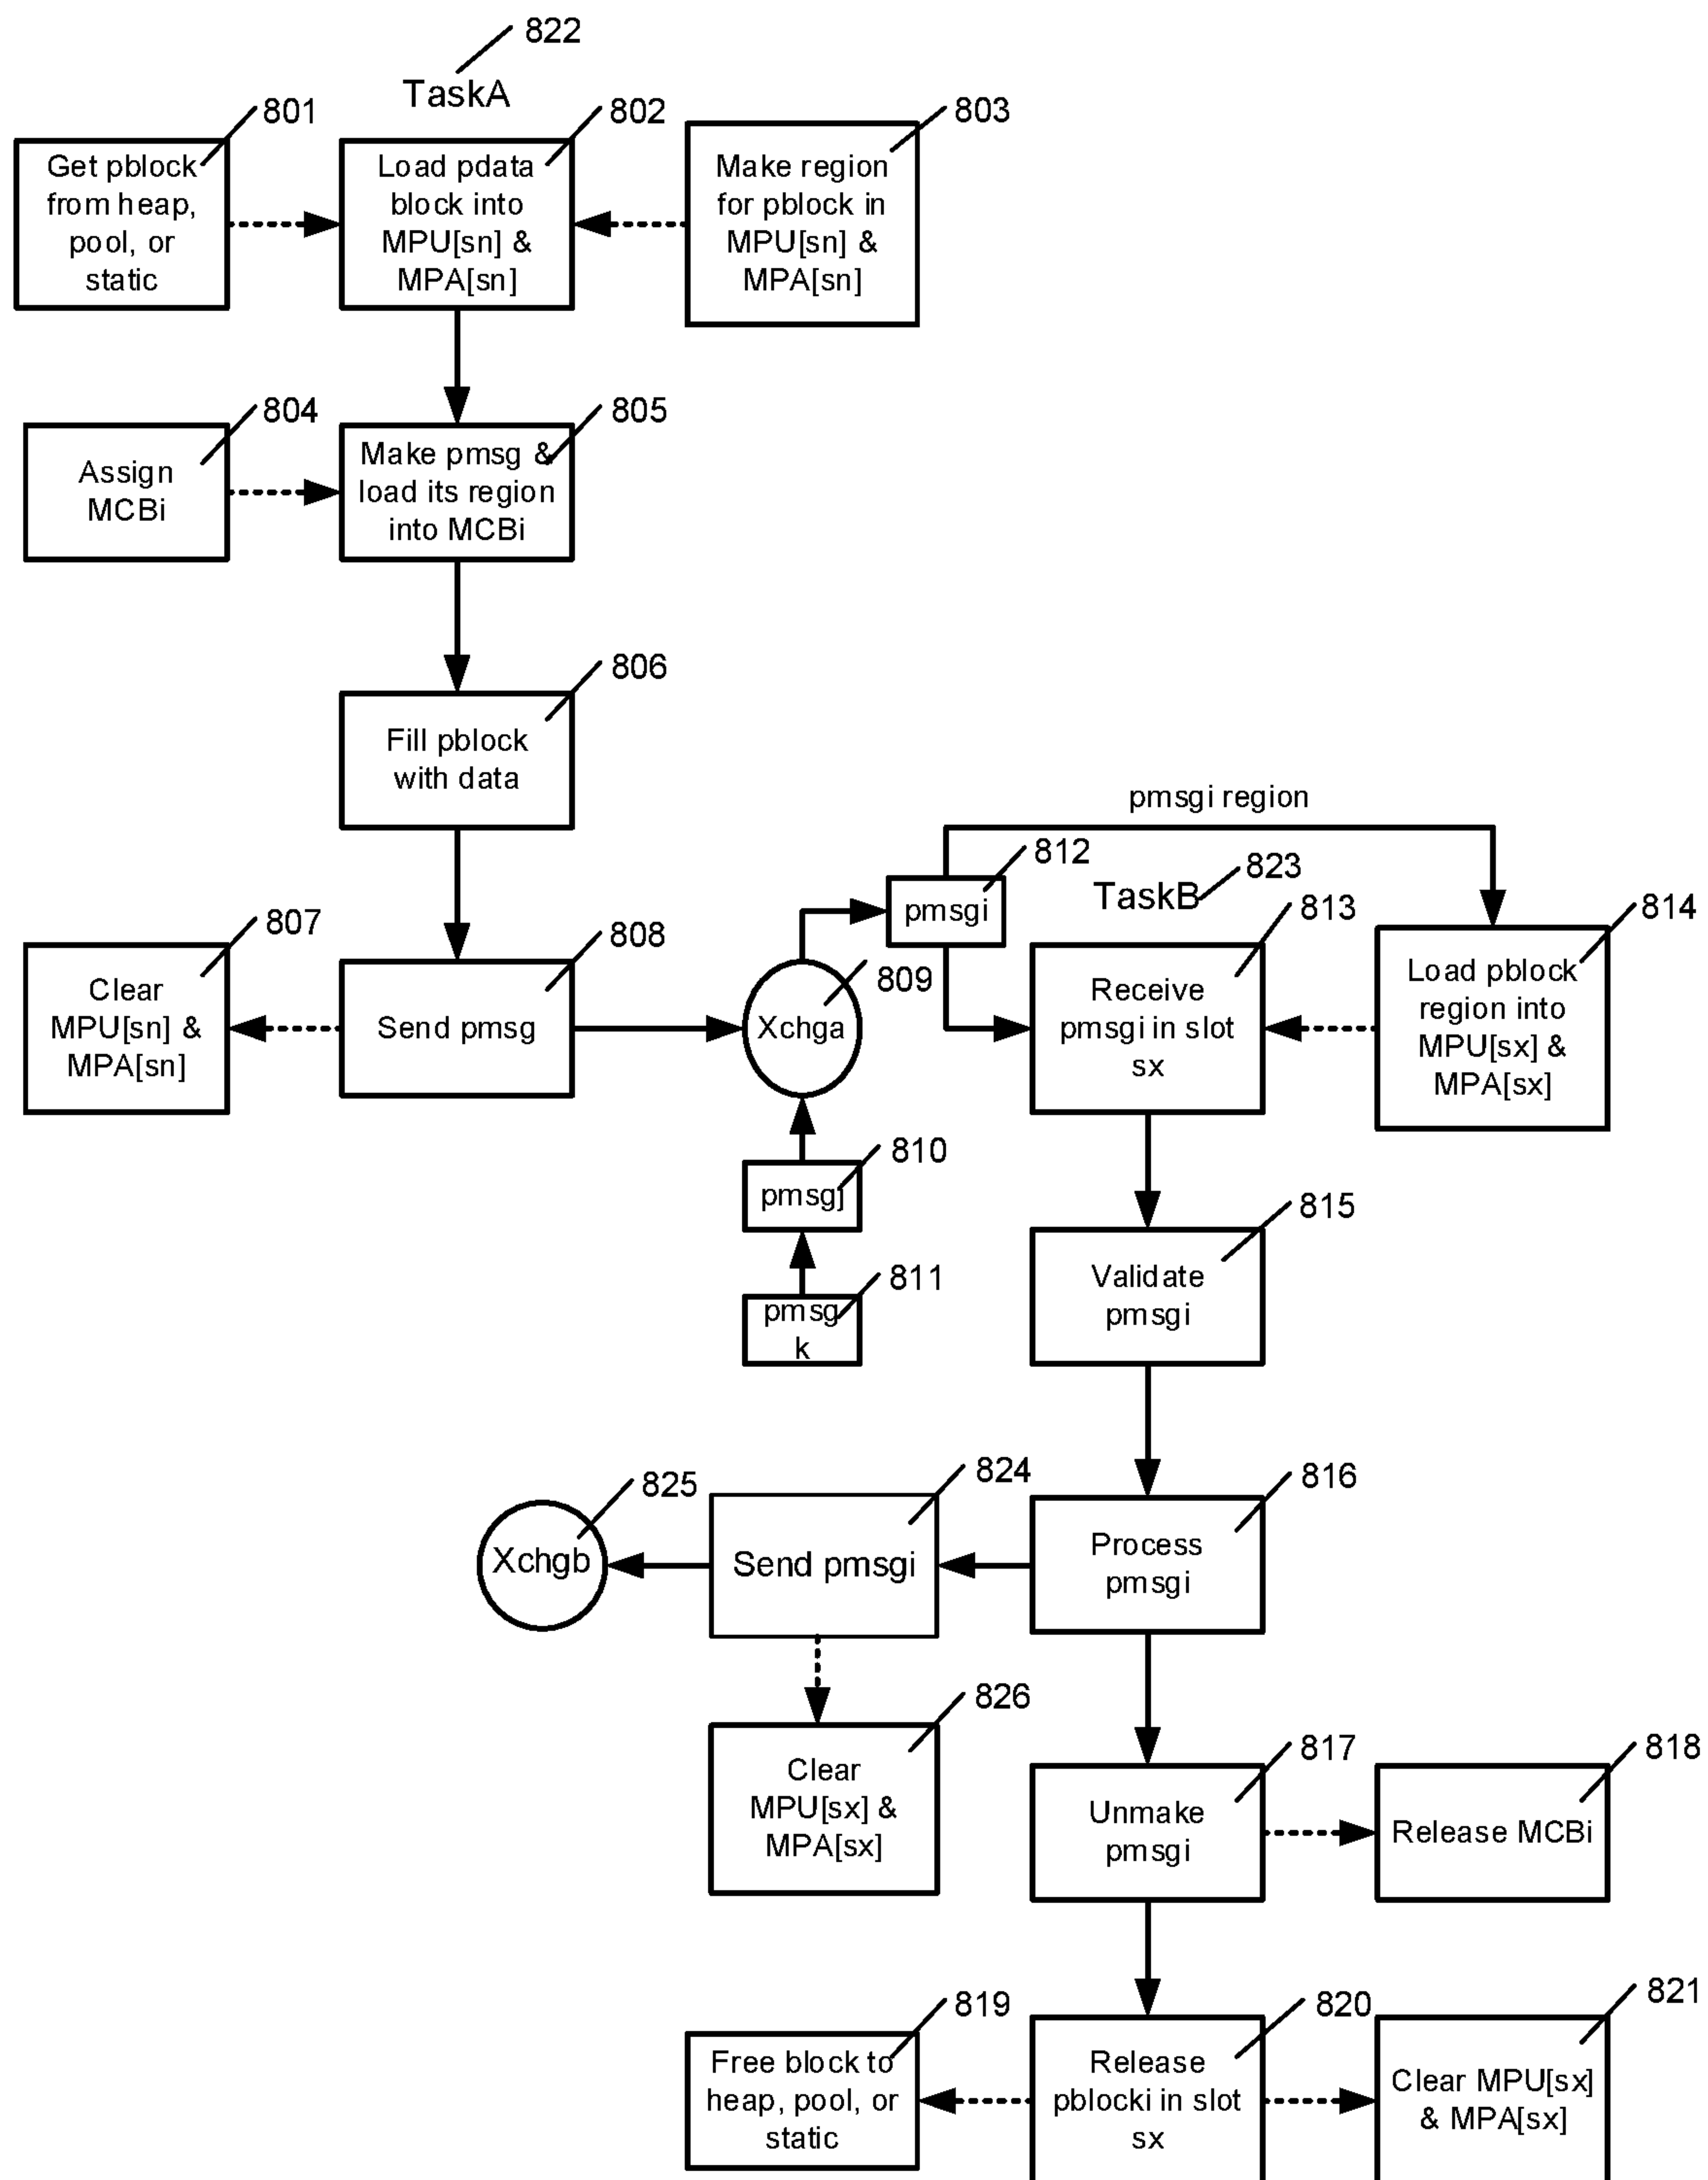 822
TaskA
801
802
803
Get pblock
from heap,
pool, or
static
Load pdata
block into
MPU[sn] &
MPA[sn]
Make region
for pblock in
MPU[sn] &
MPA[sn]
804
805
Assign
MCBi
Make pmsg &
load its region
into MCBi
806
Fill pblock
with data
pmsgi region
812
823
TaskB
pmsgi
807
808
809
813
814
Clear
MPU[sn] &
MPA[sn]
Send pmsg
Xchga
Receive
pmsgi in slot
sx
Load pblock
region into
MPU[sx] &
MPA[sx]
810
pmsgj
811
pmsg
k
815
Validate
pmsgi
825
824
816
Xchgb
Send pmsgi
Process
pmsgi
826
Clear
MPU[sx] &
MPA[sx]
817
818
Unmake
pmsgi
Release MCBi
819
820
821
Free block to
heap, pool, or
static
Release
pblocki in slot
sx
Clear MPU[sx]
& MPA[sx]